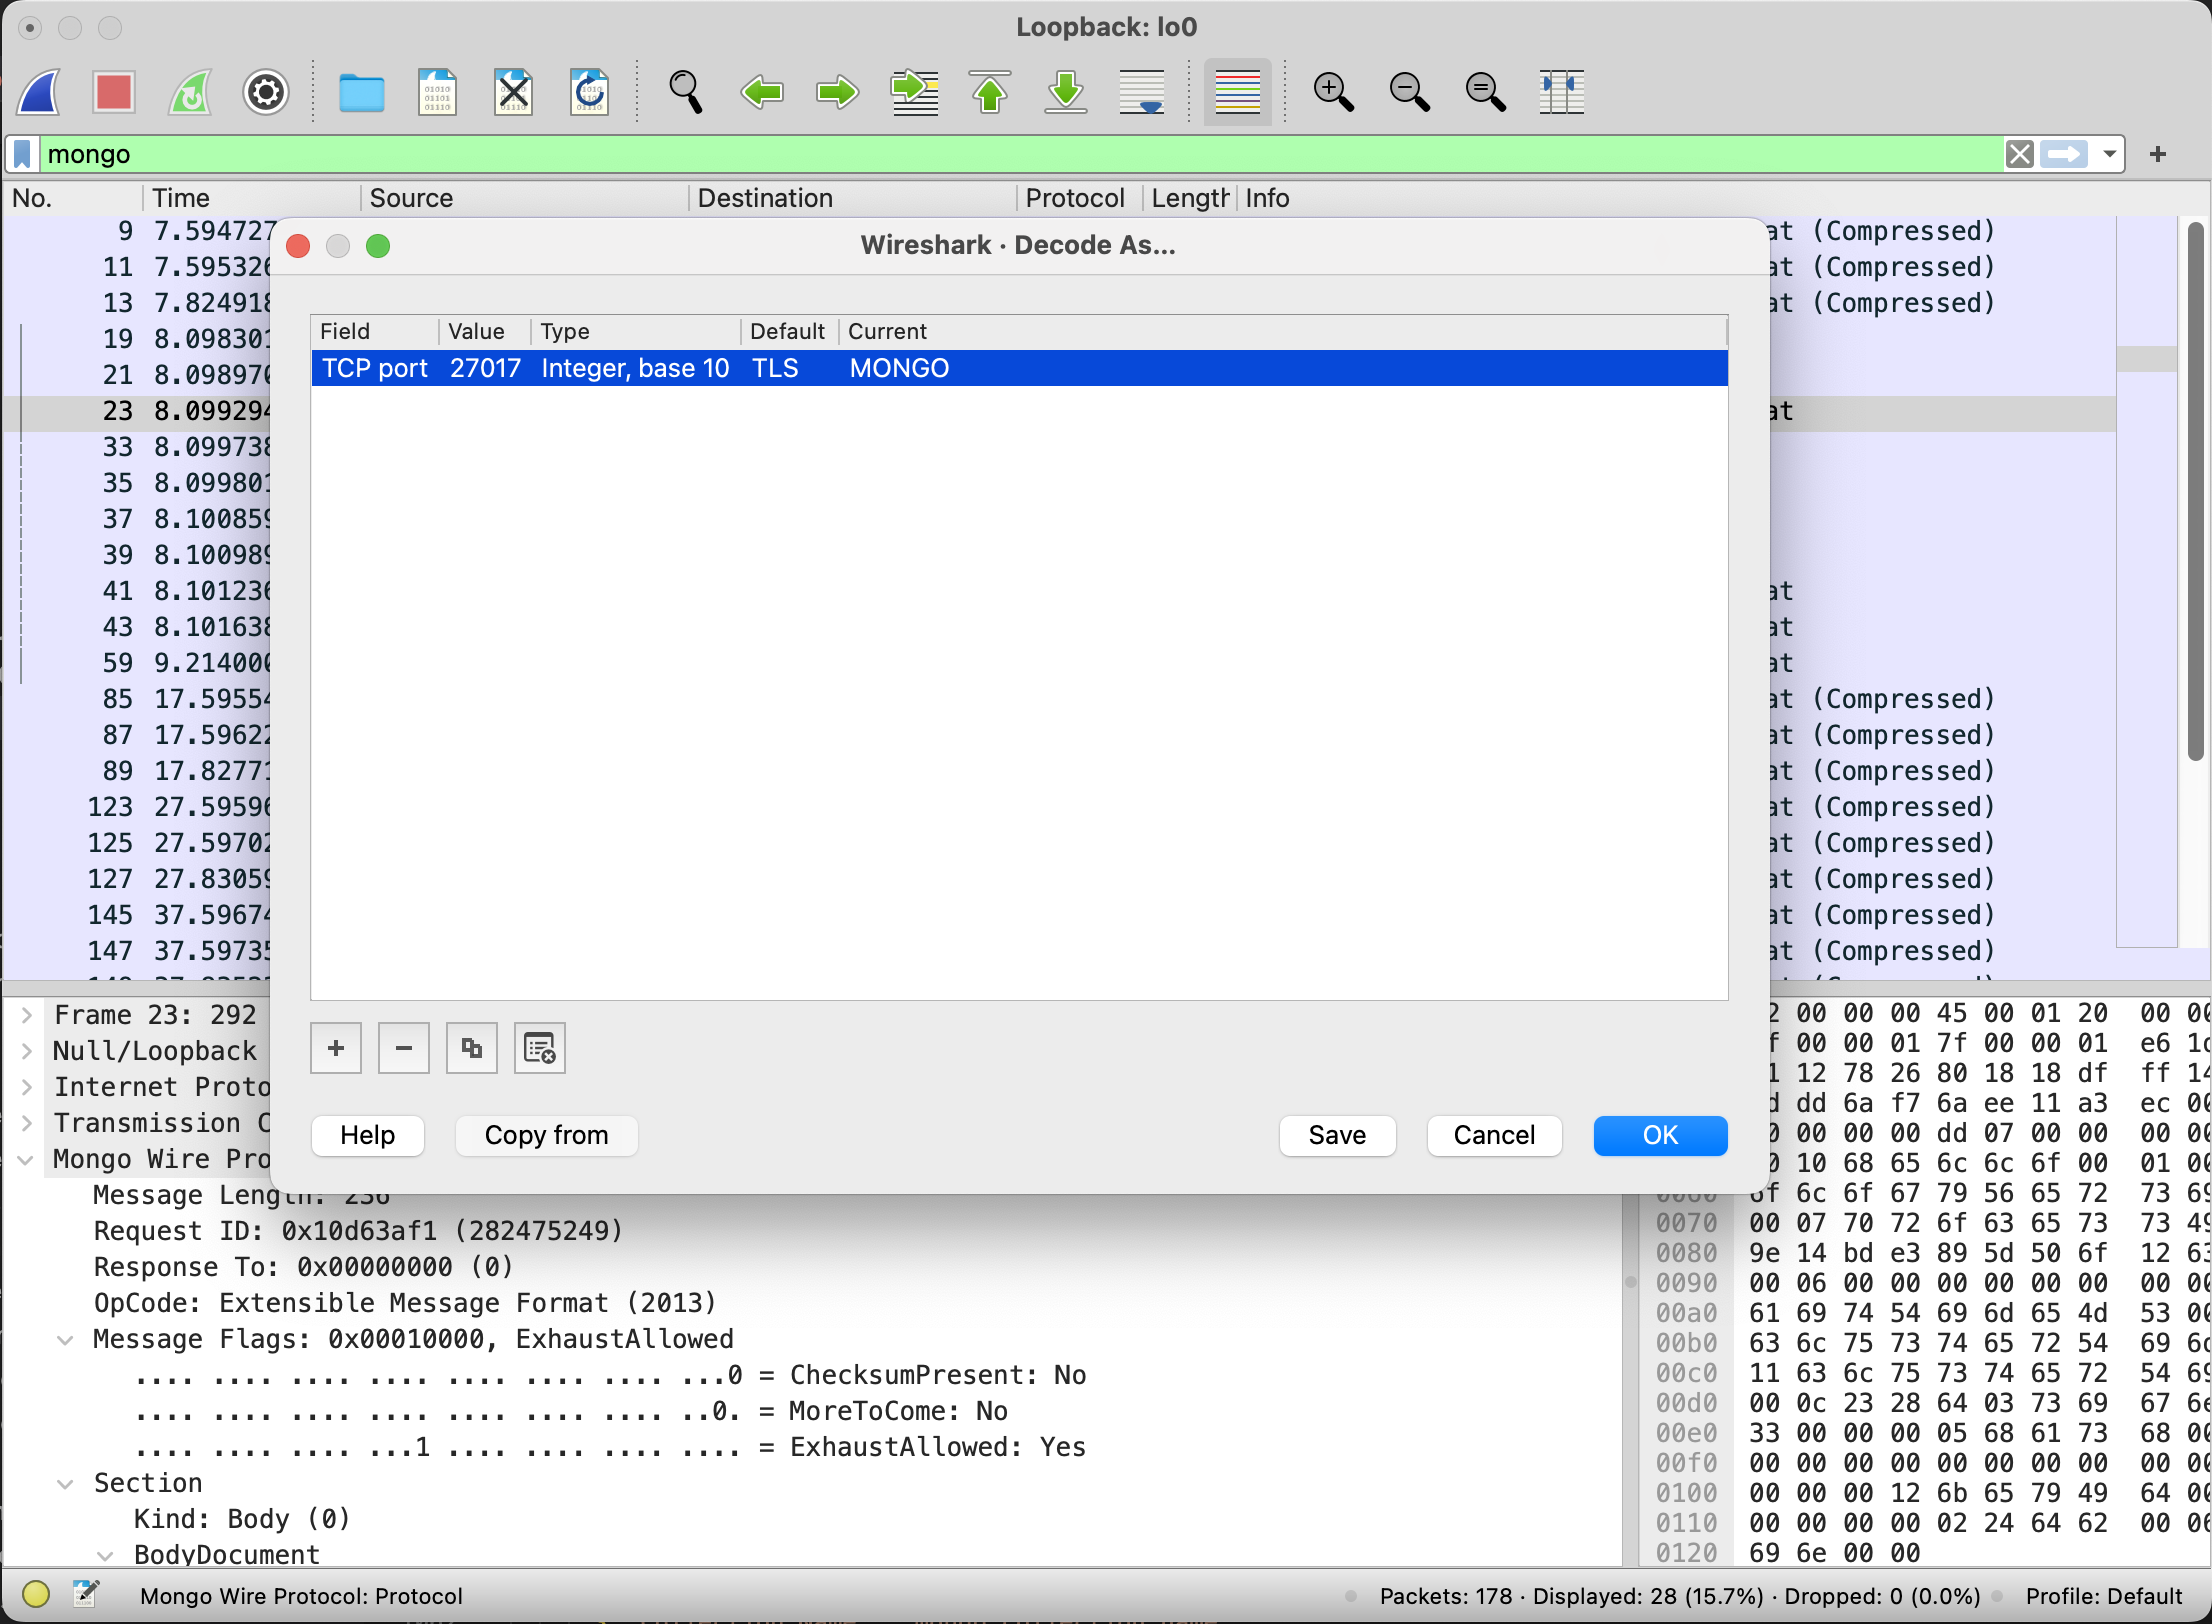 Loopback: lo0
mongo
No. Time Source Destination Protocol Length Info
9 7.594727 at (Compressed)
11 7.595326 at (Compressed)
13 7.824918 at (Compressed)
19 8.098301
21 8.098970
23 8.099294 at
33 8.099738
35 8.099801
37 8.100859
39 8.100989
41 8.101236 at
43 8.101638 at
59 9.214000 at
85 17.59554 at (Compressed)
87 17.59622 at (Compressed)
89 17.82771 at (Compressed)
123 27.59596 at (Compressed)
125 27.59702 at (Compressed)
127 27.83059 at (Compressed)
145 37.59674 at (Compressed)
147 37.59735 at (Compressed)
Wireshark · Decode As...
Field Value Type Default Current
TCP port 27017 Integer, base 10 TLS MONGO
Help Copy from Save Cancel OK
Frame 23: 292
Null/Loopback
Internet Proto
Transmission C
Mongo Wire Pro
Message Length: 236
Request ID: 0x10d63af1 (282475249)
Response To: 0x00000000 (0)
OpCode: Extensible Message Format (2013)
Message Flags: 0x00010000, ExhaustAllowed
.... .... .... .... .... .... .... ...0 = ChecksumPresent: No
.... .... .... .... .... .... .... ..0. = MoreToCome: No
.... .... .... ...1 .... .... .... .... = ExhaustAllowed: Yes
Section
Kind: Body (0)
BodyDocument
2 00 00 00 45 00 01 20 00 00
f 00 00 01 7f 00 00 01 e6 1
1 12 78 26 80 18 18 df ff 14
d dd 6a f7 6a ee 11 a3 ec 00
0 00 00 00 dd 07 00 00 00 00
0 10 68 65 6c 6c 6f 00 01 00
0060 6f 6c 6f 67 79 56 65 72 73 69
0070 00 07 70 72 6f 63 65 73 73 49
0080 9e 14 bd e3 89 5d 50 6f 12 63
0090 00 06 00 00 00 00 00 00 00 00
00a0 61 69 74 54 69 6d 65 4d 53 00
00b0 63 6c 75 73 74 65 72 54 69 6d
00c0 11 63 6c 75 73 74 65 72 54 69
00d0 00 0c 23 28 64 03 73 69 67 6e
00e0 33 00 00 00 05 68 61 73 68 00
00f0 00 00 00 00 00 00 00 00 00 00
0100 00 00 00 12 6b 65 79 49 64 00
0110 00 00 00 00 02 24 64 62 00 06
0120 69 6e 00 00
Mongo Wire Protocol: Protocol
Packets: 178 · Displayed: 28 (15.7%) · Dropped: 0 (0.0%)
Profile: Default